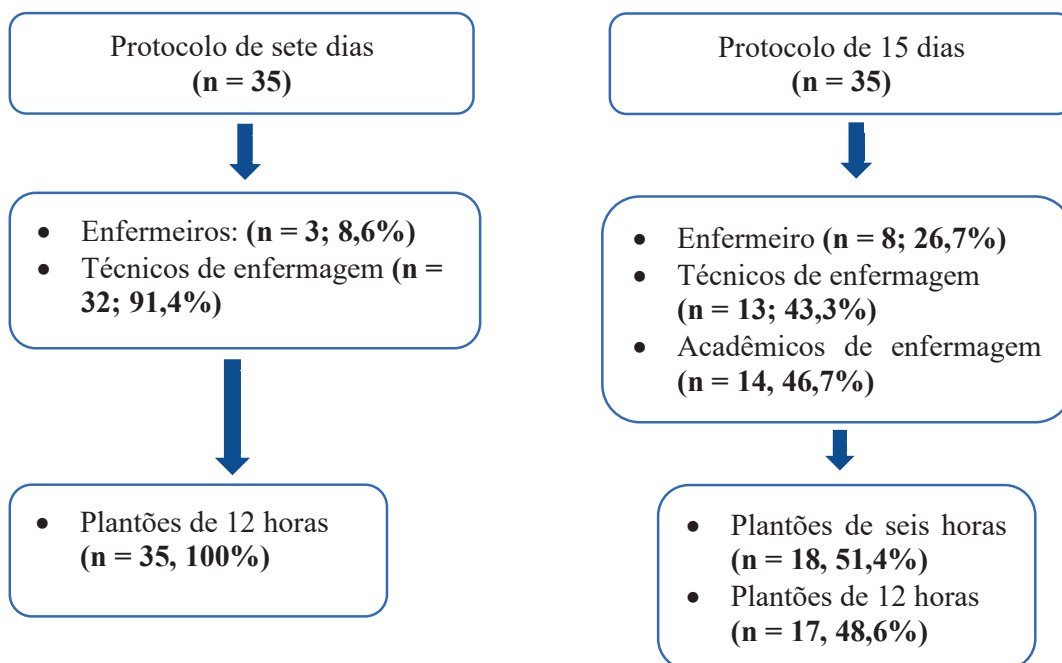 Protocolo de sete dias
(n = 35)
• Enfermeiros: (n = 3; 8,6%)
• Técnicos de enfermagem (n =
32; 91,4%)
• Plantões de 12 horas
(n = 35, 100%)
Protocolo de 15 dias
(n = 35)
• Enfermeiro (n = 8; 26,7%)
• Técnicos de enfermagem
(n = 13; 43,3%)
• Acadêmicos de enfermagem
(n = 14, 46,7%)
• Plantões de seis horas
(n = 18, 51,4%)
• Plantões de 12 horas
(n = 17, 48,6%)